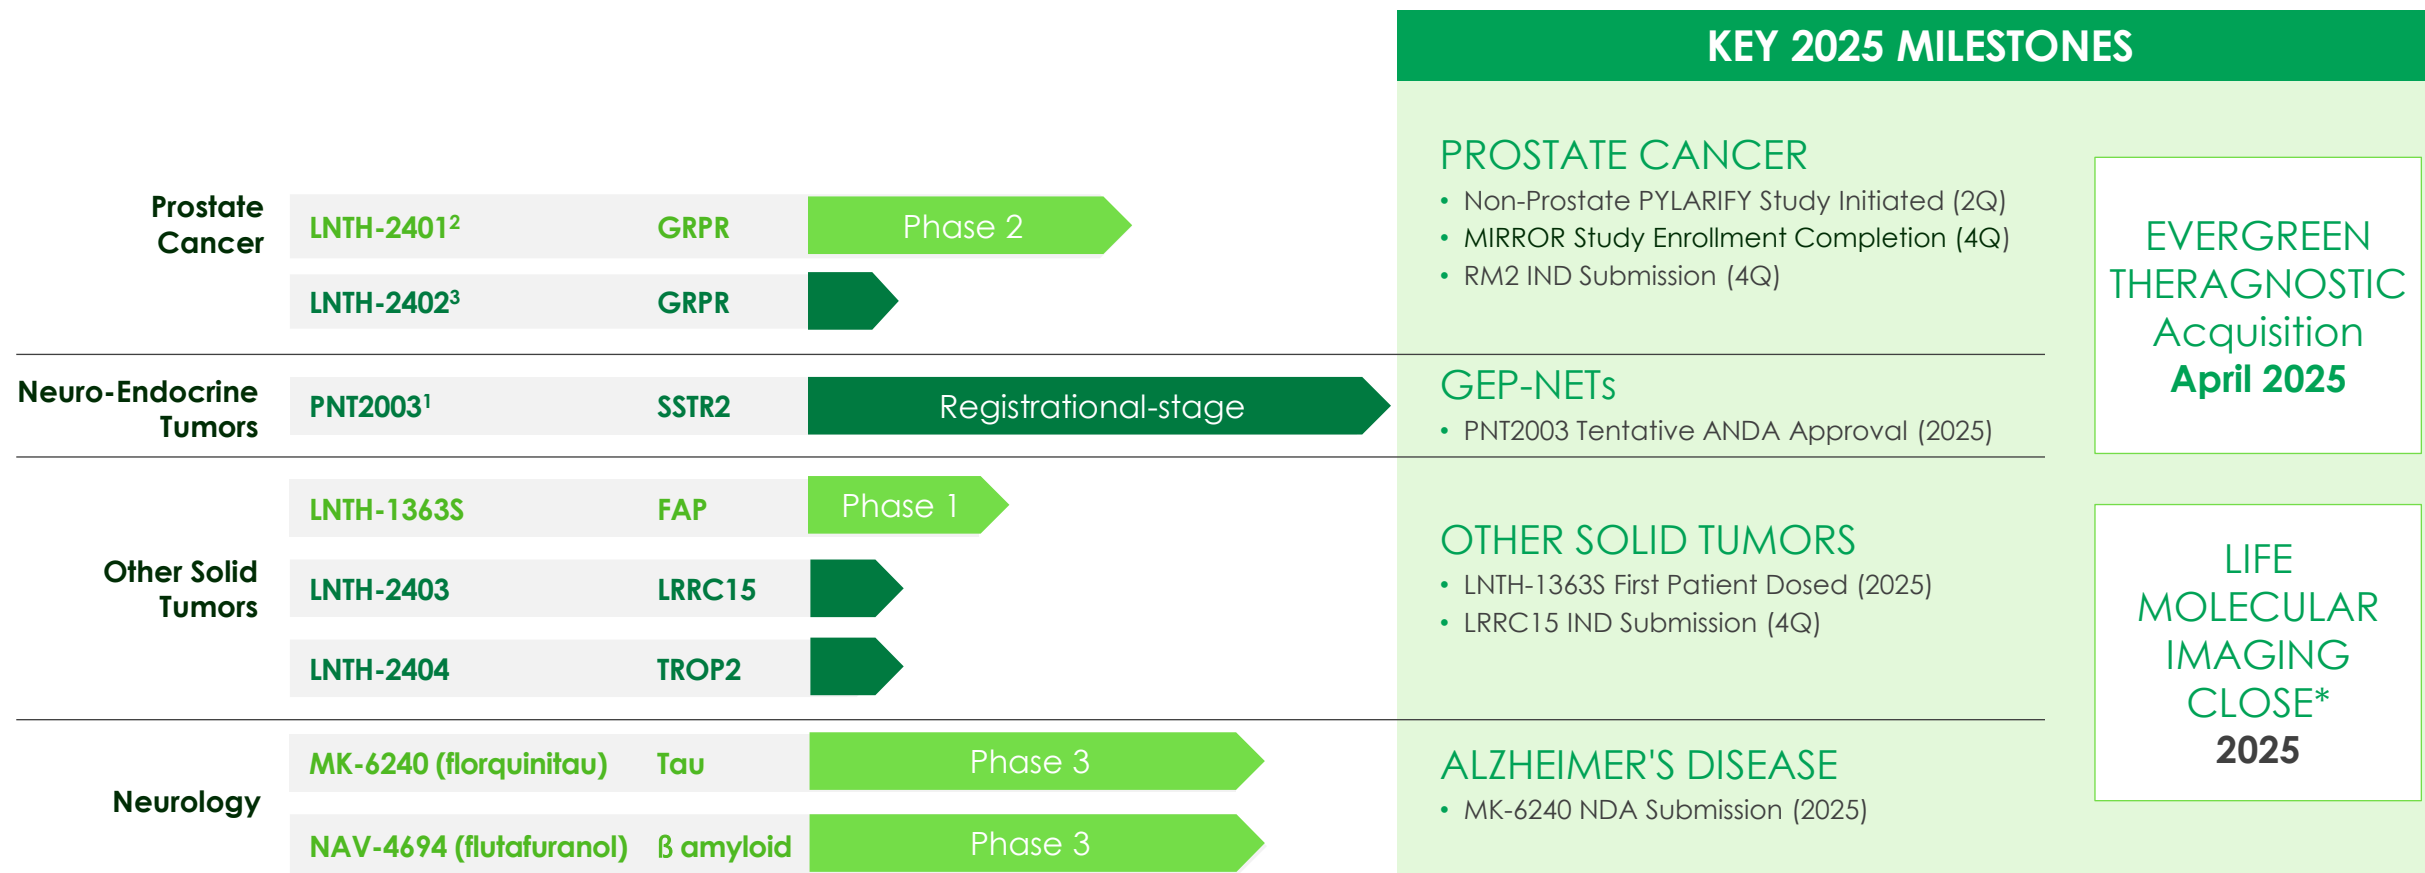 KEY 2025 MILESTONES
Prostate
Cancer
LNTH-2401² GRPR Phase 2
LNTH-2402³ GRPR
PROSTATE CANCER
• Non-Prostate PYLARIFY Study Initiated (2Q)
• MIRROR Study Enrollment Completion (4Q)
• RM2 IND Submission (4Q)
Neuro-Endocrine
Tumors
PNT2003¹ SSTR2 Registrational-stage
GEP-NETs
• PNT2003 Tentative ANDA Approval (2025)
Other Solid
Tumors
LNTH-1363S FAP Phase 1
LNTH-2403 LRRC15
LNTH-2404 TROP2
OTHER SOLID TUMORS
• LNTH-1363S First Patient Dosed (2025)
• LRRC15 IND Submission (4Q)
Neurology
MK-6240 (florquinitau) Tau Phase 3
NAV-4694 (flutafuranol) ß amyloid Phase 3
ALZHEIMER'S DISEASE
• MK-6240 NDA Submission (2025)
EVERGREEN
THERAGNOSTIC
Acquisition
April 2025
LIFE
MOLECULAR
IMAGING
CLOSE*
2025